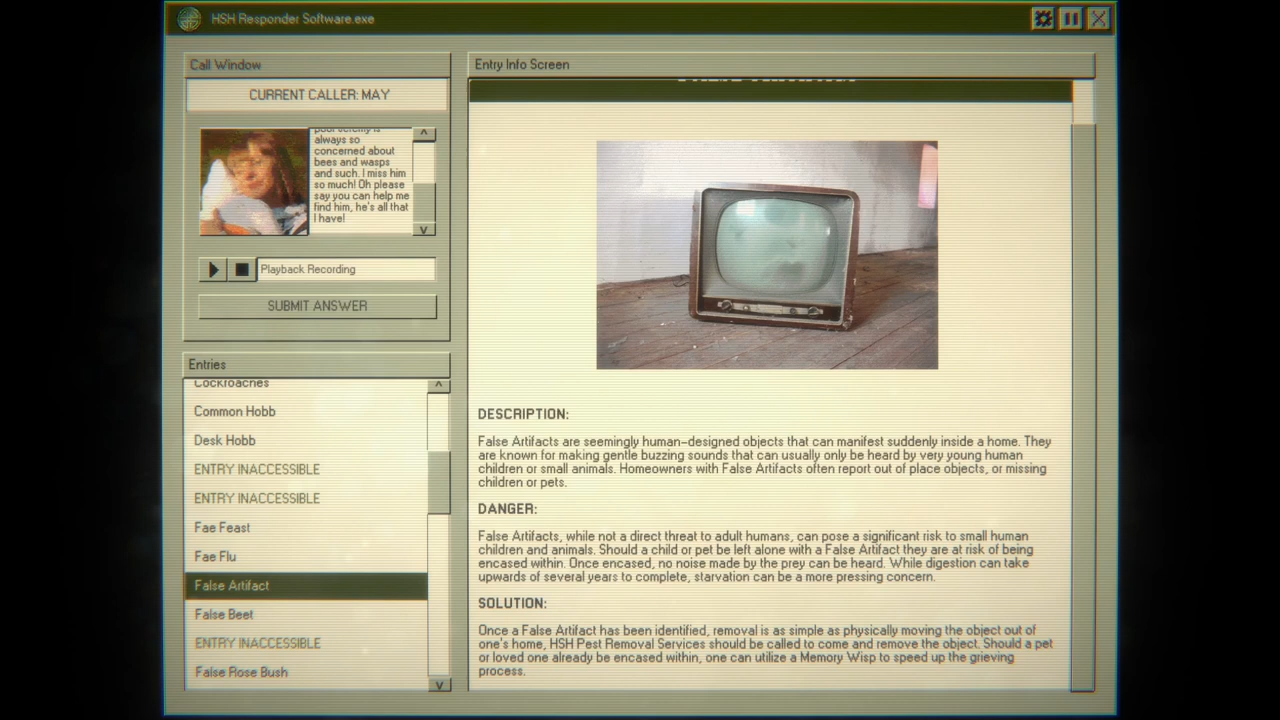 HSH Responder Software.exe
Call Window
CURRENT CALLER: MAY
always so
concerned about
bees and wasps
and such. I miss him
so much! Oh please
say you can help me
find him, he's all that
I have!
Playback Recording
SUBMIT ANSWER
Entries
Cockroaches
Common Hobb
Desk Hobb
ENTRY INACCESSIBLE
ENTRY INACCESSIBLE
Fae Feast
Fae Flu
False Artifact
False Beet
ENTRY INACCESSIBLE
False Rose Bush
Entry Info Screen
DESCRIPTION:
False Artifacts are seemingly human-designed objects that can manifest suddenly inside a home. They
are known for making gentle buzzing sounds that can usually only be heard by very young human
children or small animals. Homeowners with False Artifacts often report out of place objects, or missing
children or pets.
DANGER:
False Artifacts, while not a direct threat to adult humans, can pose a significant risk to small human
children and animals. Should a child or pet be left alone with a False Artifact they are at risk of being
encased within. Once encased, no noise made by the prey can be heard. While digestion can take
upwards of several years to complete, starvation can be a more pressing concern.
SOLUTION:
Once a False Artifact has been identified, removal is as simple as physically moving the object out of
one's home, HSH Pest Removal Services should be called to come and remove the object. Should a pet
or loved one already be encased within, one can utilize a Memory Wisp to speed up the grieving
process.